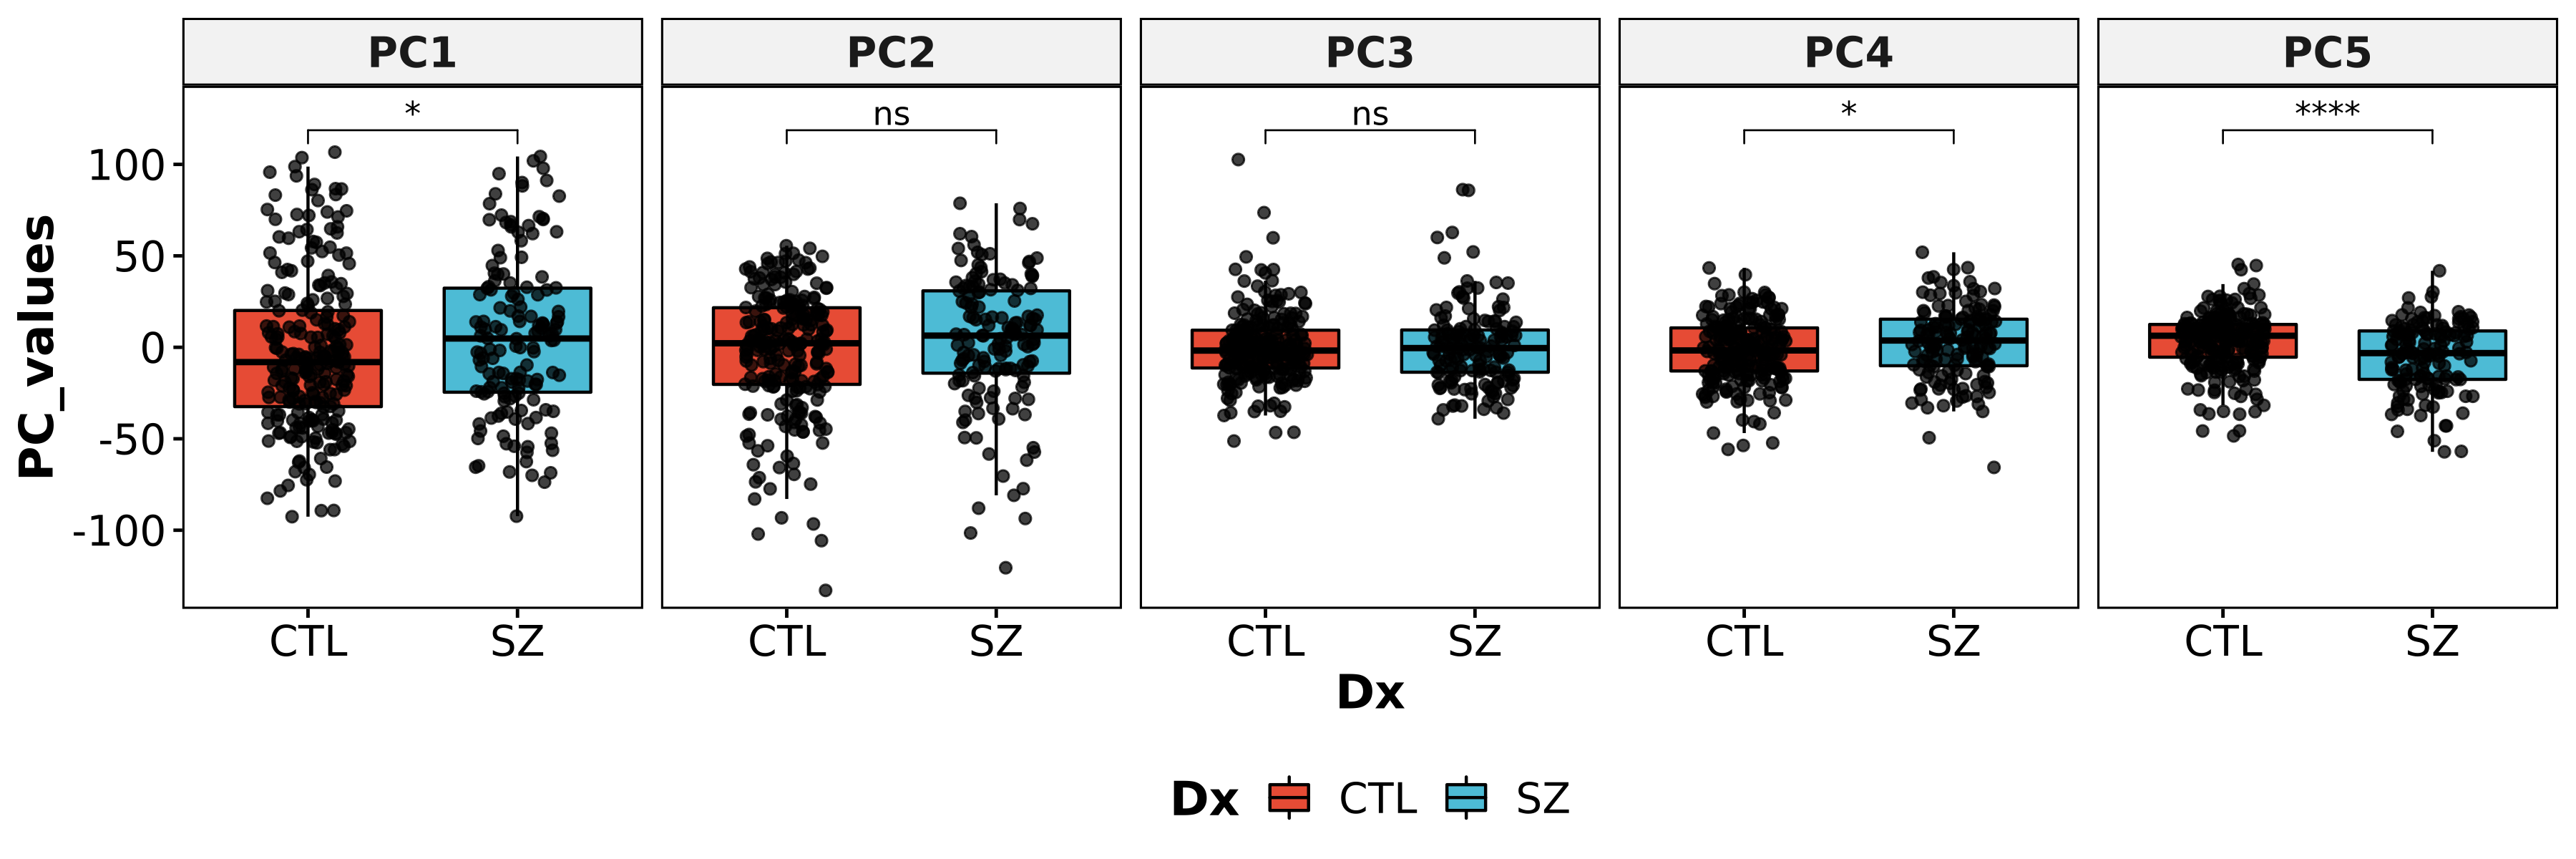 PC1 PC2 PC3 PC4 PC5
* ns ns * ****
100
50
0
-50
-100
PC_values
CTL SZ CTL SZ CTL SZ CTL SZ CTL SZ
Dx
Dx CTL SZ